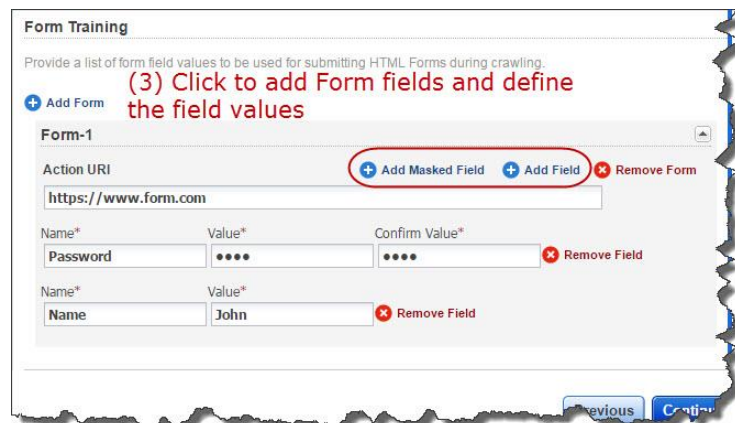 Form Training
Provide a list of form field values to be used for submitting HTML Forms during crawling.
(3) Click to add Form fields and define
the field values
Add Form
Form-1
Action URI Add Masked Field Add Field Remove Form
https://www.form.com
Name* Value* Confirm Value*
Password •••• •••• Remove Field
Name* Value*
Name John Remove Field
Previous